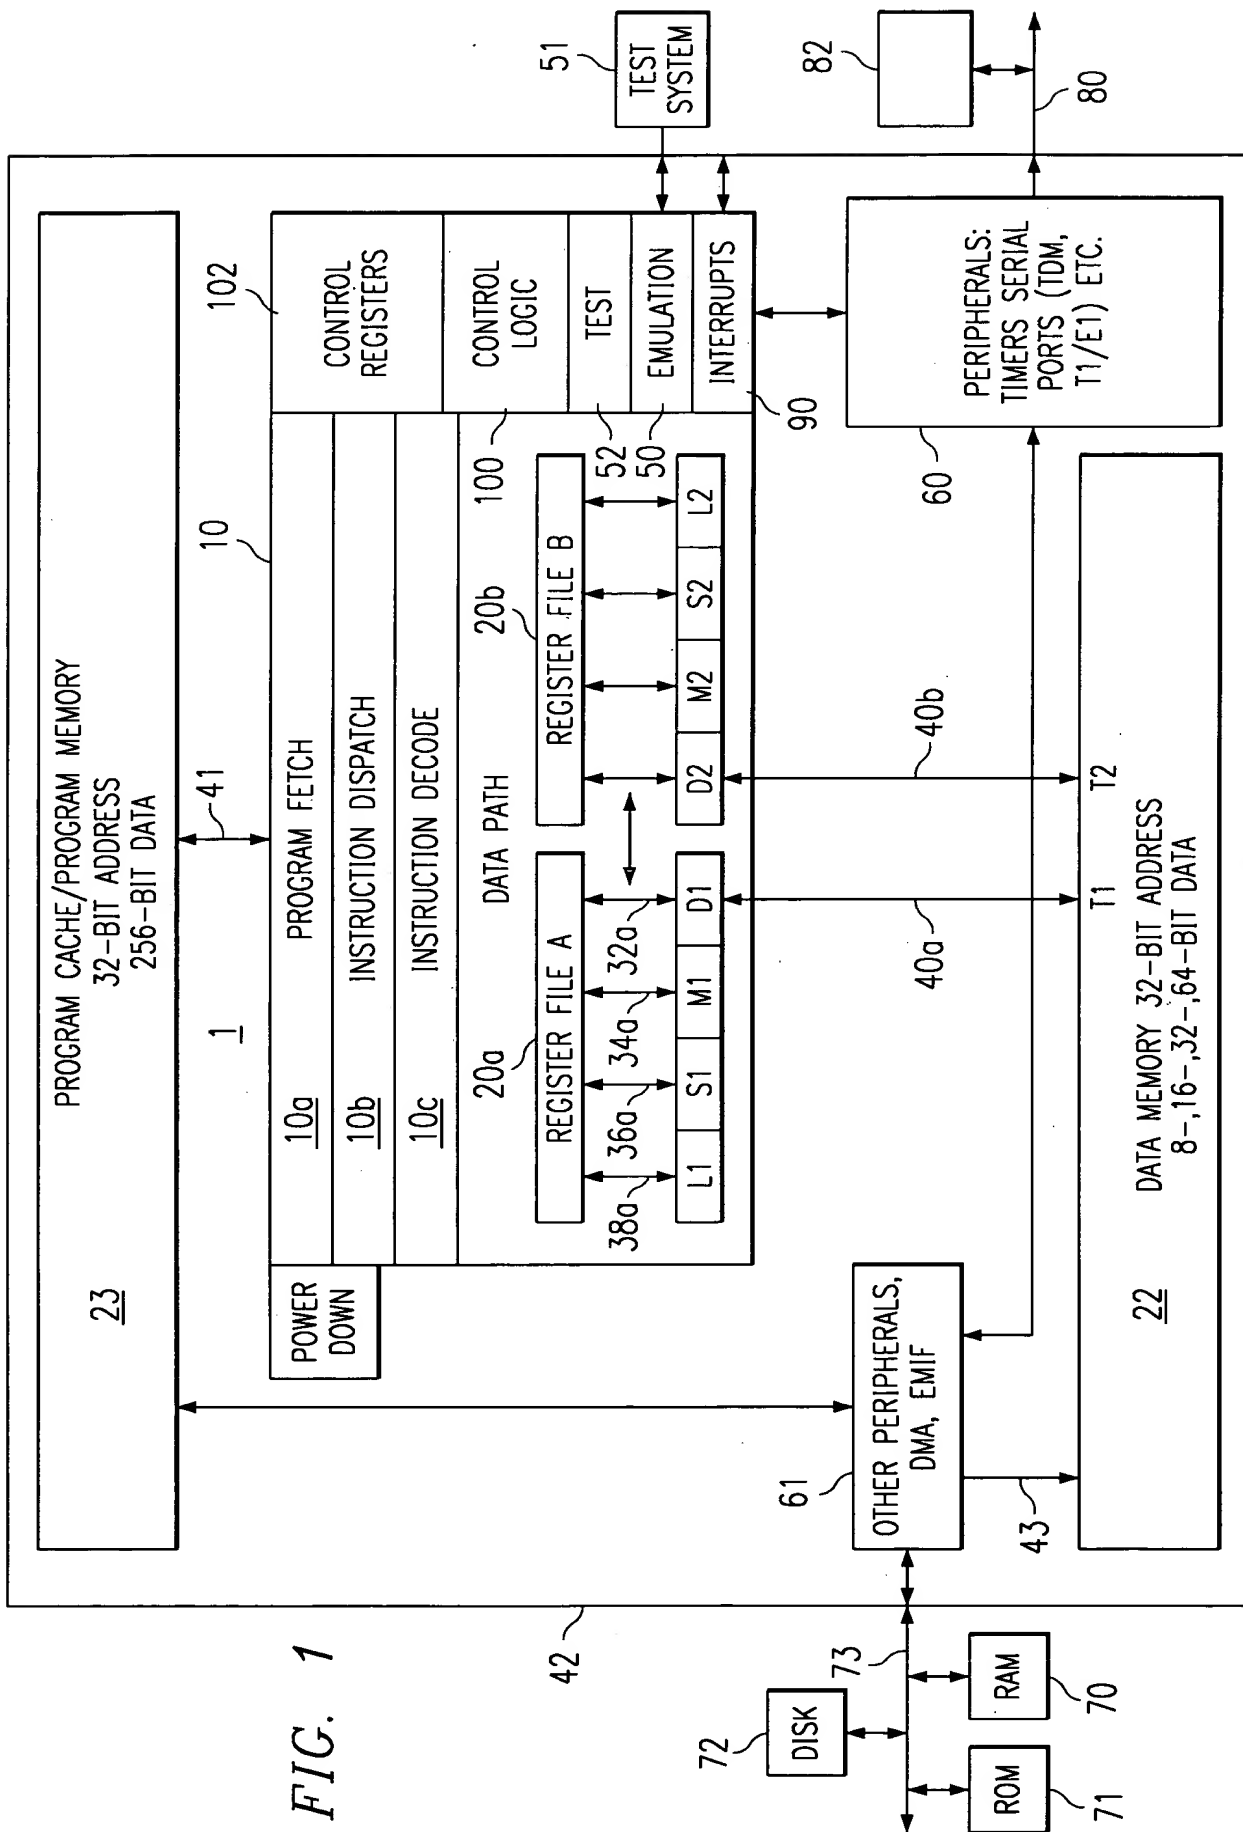 PROGRAM CACHE/PROGRAM MEMORY
32-BIT ADDRESS
256-BIT DATA
23
1
41
10
102
POWER
DOWN
PROGRAM FETCH
10a
INSTRUCTION DISPATCH
10b
INSTRUCTION DECODE
10c
DATA PATH
CONTROL
REGISTERS
CONTROL
LOGIC
TEST
EMULATION
INTERRUPTS
100
52
50
90
20a
20b
REGISTER FILE A
REGISTER FILE B
38a
36a
34a
32a
L1
S1
M1
D1
D2
M2
S2
L2
40a
40b
TEST
SYSTEM
51
82
80
PERIPHERALS:
TIMERS SERIAL
PORTS (TDM,
T1/E1) ETC.
60
OTHER PERIPHERALS,
DMA, EMIF
61
43
T1
T2
DATA MEMORY 32-BIT ADDRESS
8-,16-,32-,64-BIT DATA
22
42
73
DISK
72
RAM
70
ROM
71
FIG. 1